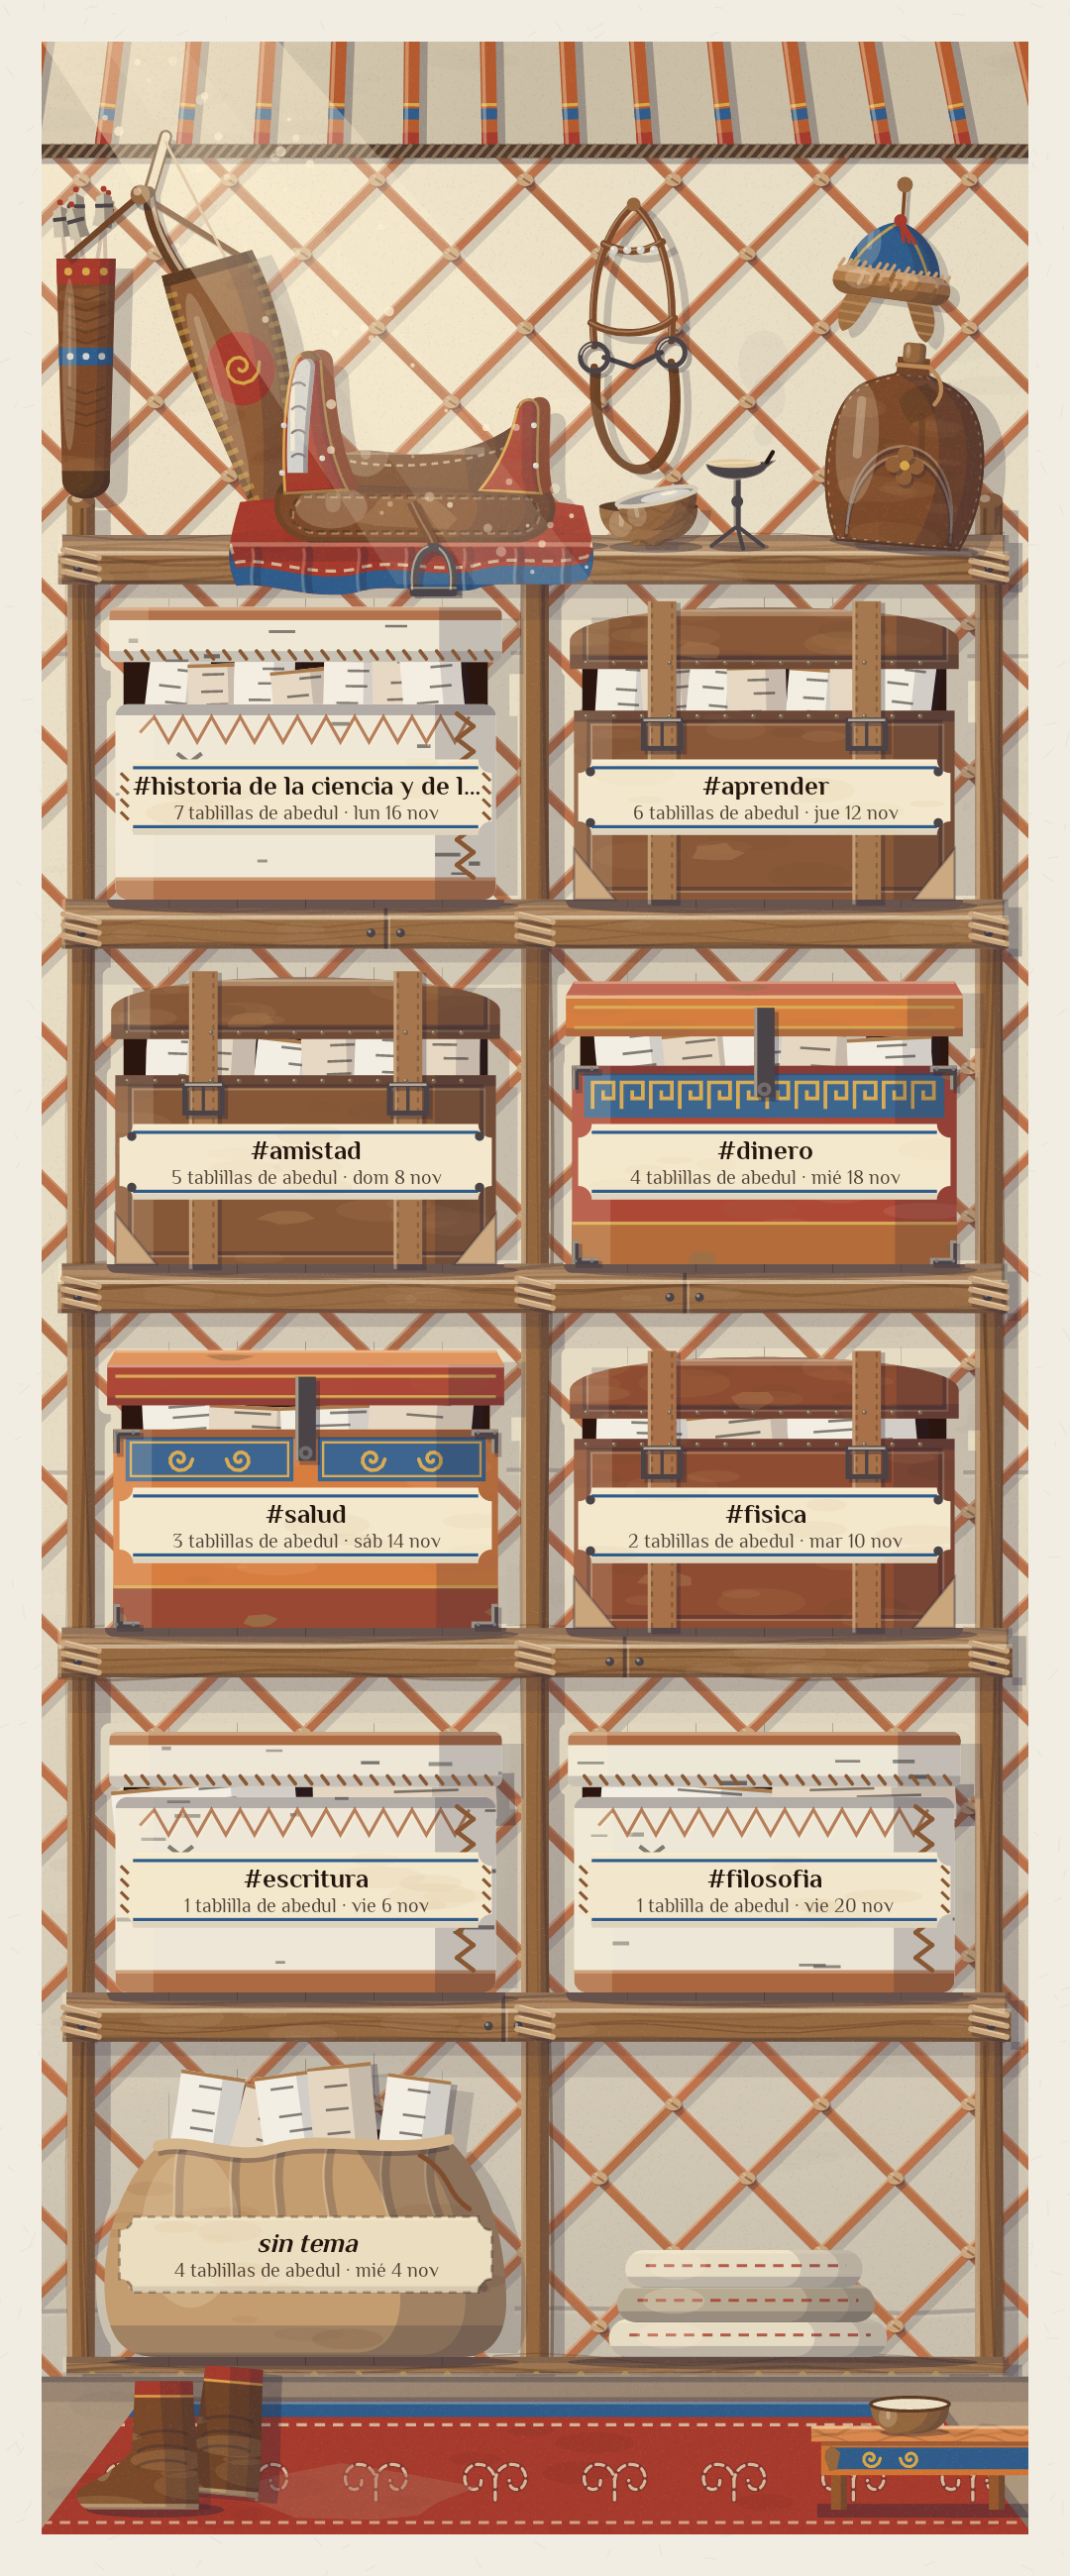 #historia de la ciencia y de l...
7 tablillas de abedul · lun 16 nov
#aprender
6 tablillas de abedul · jue 12 nov
#amistad
5 tablillas de abedul · dom 8 nov
#dinero
4 tablillas de abedul · mié 18 nov
#salud
3 tablillas de abedul · sáb 14 nov
#fisica
2 tablillas de abedul · mar 10 nov
#escritura
1 tablilla de abedul · vie 6 nov
#filosofia
1 tablilla de abedul · vie 20 nov
sin tema
4 tablillas de abedul · mié 4 nov